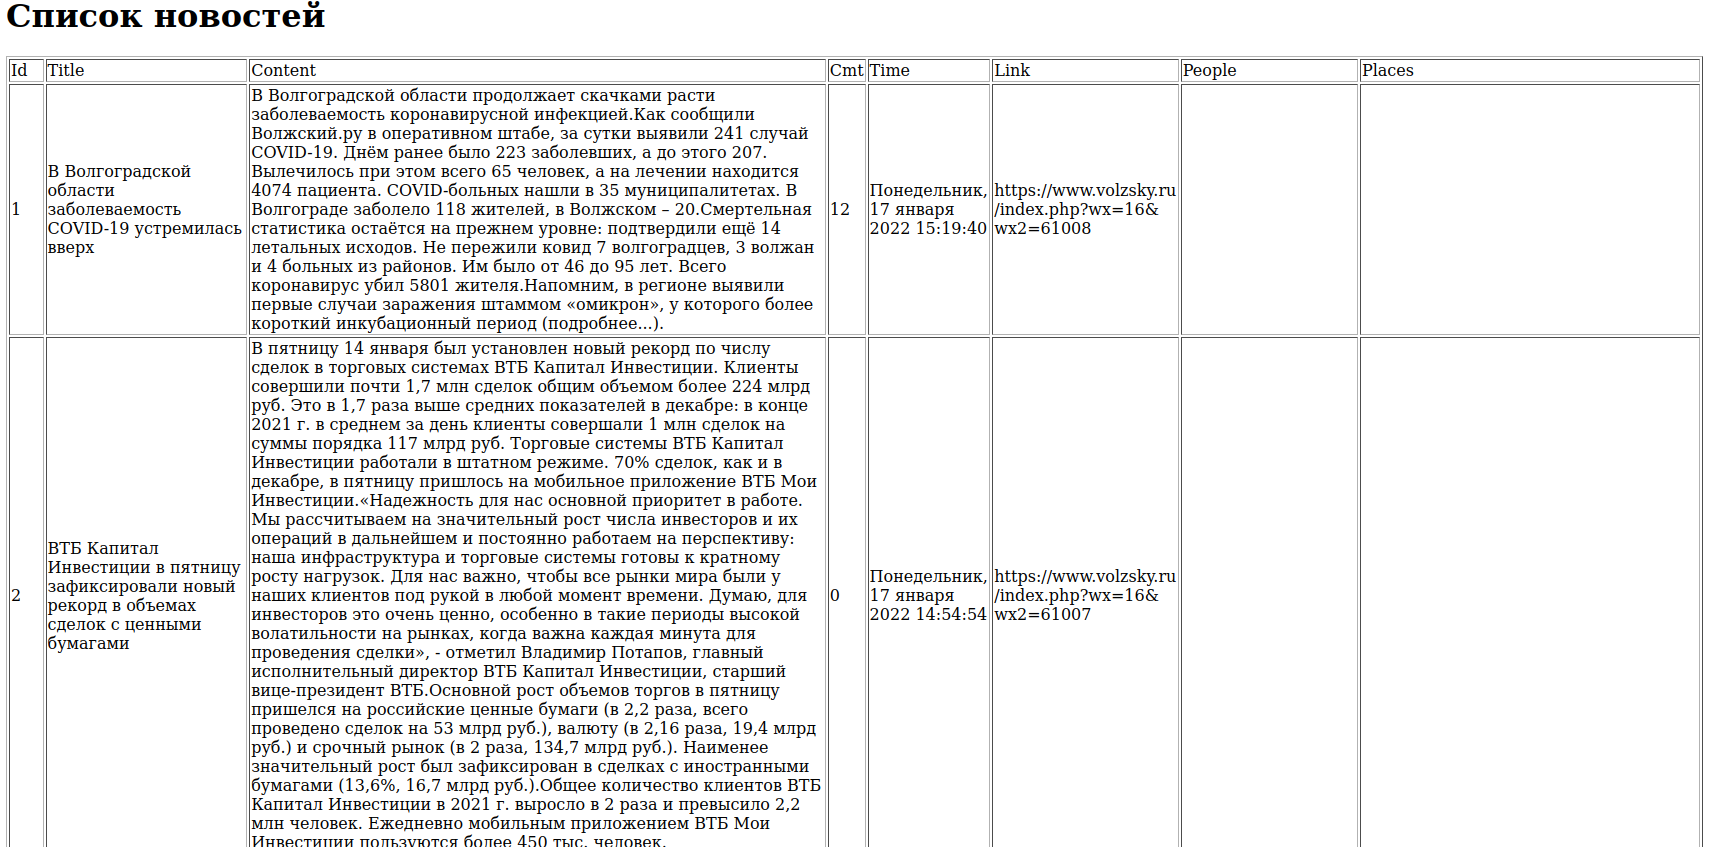 Список новостей
Id Title Content Cmt Time Link People Places
1
В Волгоградской
области
заболеваемость
COVID-19 устремилась
вверх
В Волгоградской области продолжает скачками расти
заболеваемость коронавирусной инфекцией.Как сообщили
Волжский.ру в оперативном штабе, за сутки выявили 241 случай
COVID-19. Днём ранее было 223 заболевших, а до этого 207.
Вылечилось при этом всего 65 человек, а на лечении находится
4074 пациента. COVID-больных нашли в 35 муниципалитетах. В
Волгограде заболело 118 жителей, в Волжском – 20.Смертельная
статистика остаётся на прежнем уровне: подтвердили ещё 14
летальных исходов. Не пережили ковид 7 волгоградцев, 3 волжан
и 4 больных из районов. Им было от 46 до 95 лет. Всего
коронавирус убил 5801 жителя.Напомним, в регионе выявили
первые случаи заражения штаммом «омикрон», у которого более
короткий инкубационный период (подробнее...).
12
Понедельник,
17 января
2022 15:19:40
https://www.volzsky.ru
/index.php?wx=16&
wx2=61008
2
ВТБ Капитал
Инвестиции в пятницу
зафиксировали новый
рекорд в объемах
сделок с ценными
бумагами
В пятницу 14 января был установлен новый рекорд по числу
сделок в торговых системах ВТБ Капитал Инвестиции. Клиенты
совершили почти 1,7 млн сделок общим объемом более 224 млрд
руб. Это в 1,7 раза выше средних показателей в декабре: в конце
2021 г. в среднем за день клиенты совершали 1 млн сделок на
суммы порядка 117 млрд руб. Торговые системы ВТБ Капитал
Инвестиции работали в штатном режиме. 70% сделок, как и в
декабре, в пятницу пришлось на мобильное приложение ВТБ Мои
Инвестиции.«Надежность для нас основной приоритет в работе.
Мы рассчитываем на значительный рост числа инвесторов и их
операций в дальнейшем и постоянно работаем на перспективу:
наша инфраструктура и торговые системы готовы к кратному
росту нагрузок. Для нас важно, чтобы все рынки мира были у
наших клиентов под рукой в любой момент времени. Думаю, для
инвесторов это очень ценно, особенно в такие периоды высокой
волатильности на рынках, когда важна каждая минута для
проведения сделки», - отметил Владимир Потапов, главный
исполнительный директор ВТБ Капитал Инвестиции, старший
вице-президент ВТБ.Основной рост объемов торгов в пятницу
пришелся на российские ценные бумаги (в 2,2 раза, всего
проведено сделок на 53 млрд руб.), валюту (в 2,16 раза, 19,4 млрд
руб.) и срочный рынок (в 2 раза, 134,7 млрд руб.). Наименее
значительный рост был зафиксирован в сделках с иностранными
бумагами (13,6%, 16,7 млрд руб.).Общее количество клиентов ВТБ
Капитал Инвестиции в 2021 г. выросло в 2 раза и превысило 2,2
млн человек. Ежедневно мобильным приложением ВТБ Мои
Инвестиции пользуются более 450 тыс. человек.
0
Понедельник,
17 января
2022 14:54:54
https://www.volzsky.ru
/index.php?wx=16&
wx2=61007